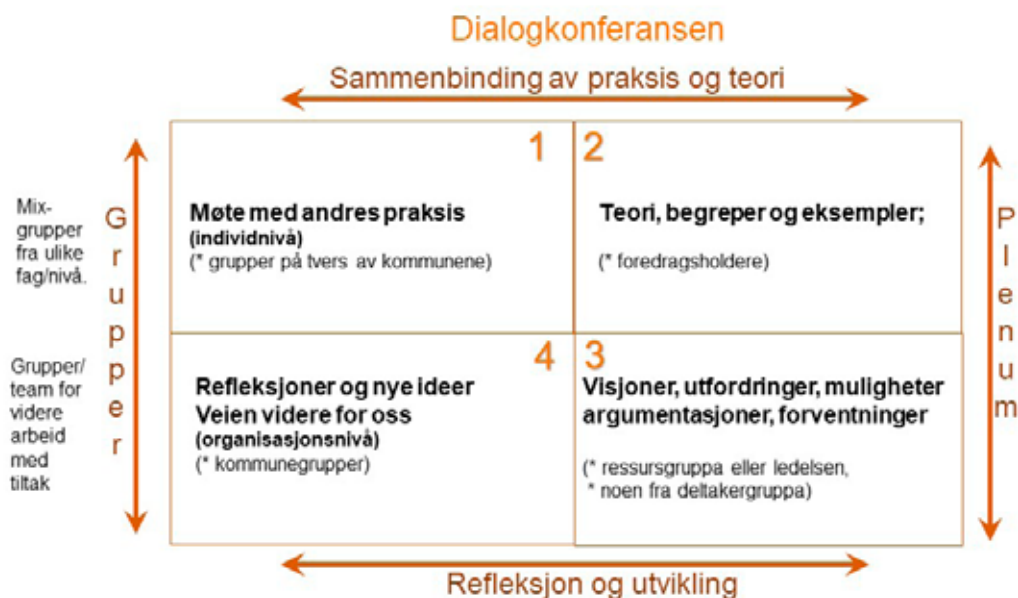 Dialogkonferansen
Sammenbinding av praksis og teori
Mix-
grupper
fra ulike
fag/nivå.
Grupper/
team for
videre
arbeid
med
tiltak
Grupper
1
Møte med andres praksis
(individnivå)
(* grupper på tvers av kommunene)
2
Teori, begreper og eksempler;
(* foredragsholdere)
4
Refleksjoner og nye ideer
Veien videre for oss
(organisasjonsnivå)
(* kommunegrupper)
3
Visjoner, utfordringer, muligheter
argumentasjoner, forventninger
(* ressursgruppa eller ledelsen,
* noen fra deltakergruppa)
Plenum
Refleksjon og utvikling